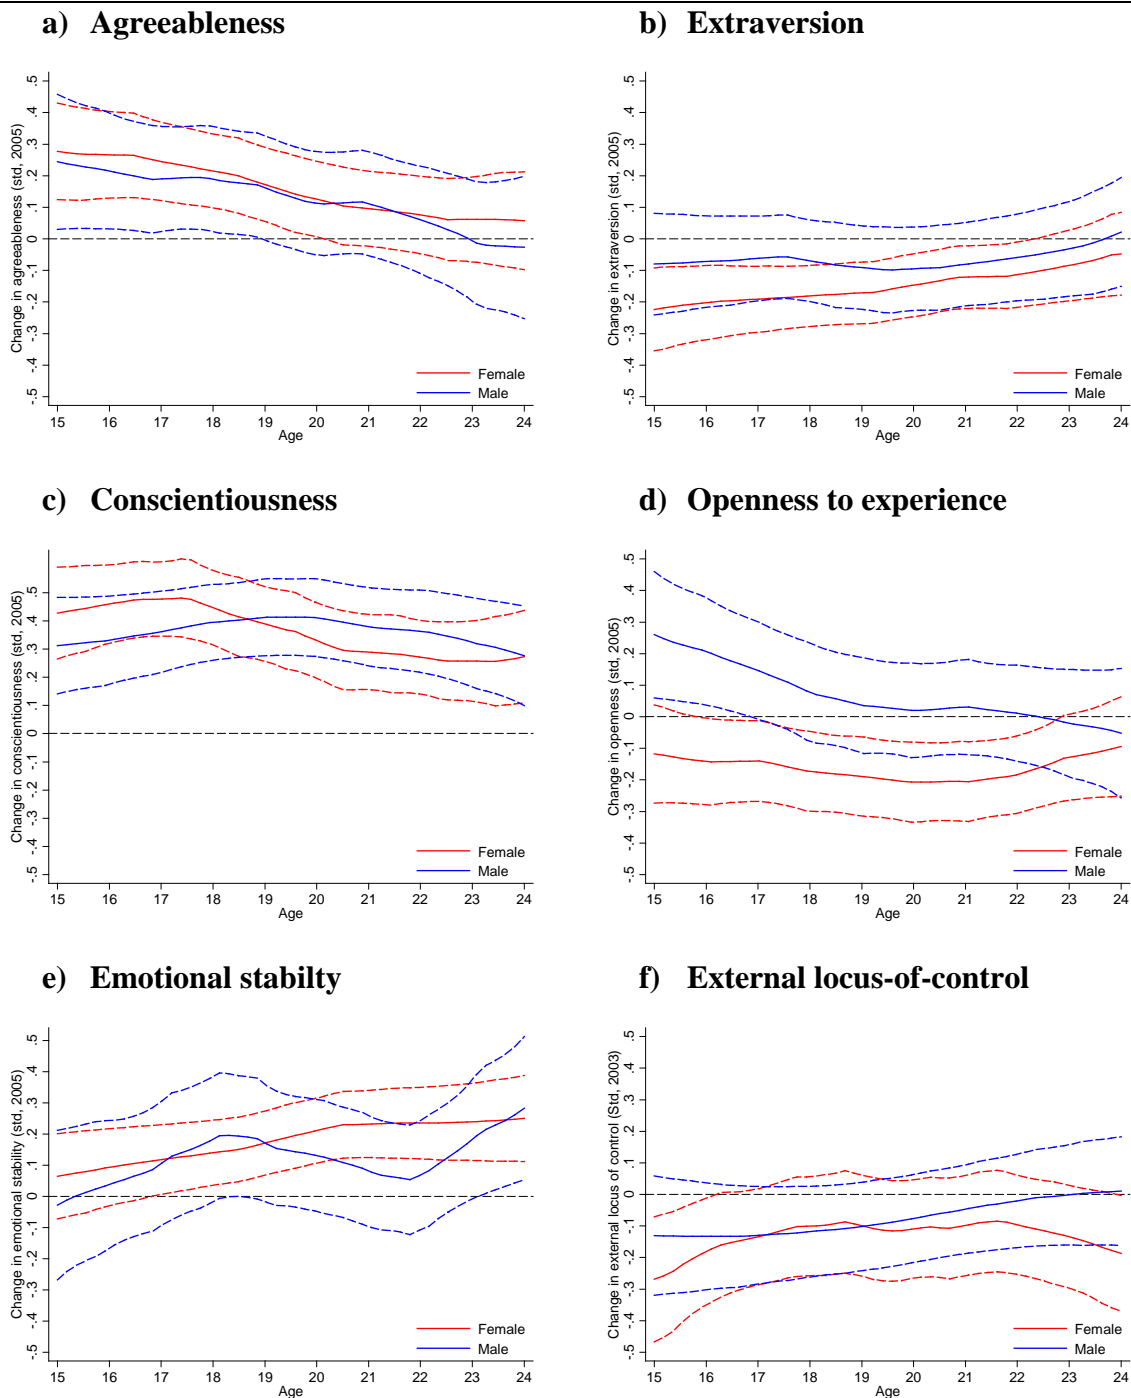 a) Agreeableness
Change in agreeableness (std, 2005)
.5
.4
.3
.2
.1
0
-.1
-.2
-.3
-.4
-.5
Female
Male
15 16 17 18 19 20 21 22 23 24
Age
b) Extraversion
Change in extraversion (std, 2005)
.5
.4
.3
.2
.1
0
-.1
-.2
-.3
-.4
-.5
Female
Male
15 16 17 18 19 20 21 22 23 24
Age
c) Conscientiousness
Change in conscientiousness (std, 2005)
.5
.4
.3
.2
.1
0
-.1
-.2
-.3
-.4
-.5
Female
Male
15 16 17 18 19 20 21 22 23 24
Age
d) Openness to experience
Change in openness (std, 2005)
.5
.4
.3
.2
.1
0
-.1
-.2
-.3
-.4
-.5
Female
Male
15 16 17 18 19 20 21 22 23 24
Age
e) Emotional stabilty
Change in emotional stability (std, 2005)
.5
.4
.3
.2
.1
0
-.1
-.2
-.3
-.4
-.5
Female
Male
15 16 17 18 19 20 21 22 23 24
Age
f) External locus-of-control
Change in external locus of control (Std, 2003)
.5
.4
.3
.2
.1
0
-.1
-.2
-.3
-.4
-.5
Female
Male
15 16 17 18 19 20 21 22 23 24
Age